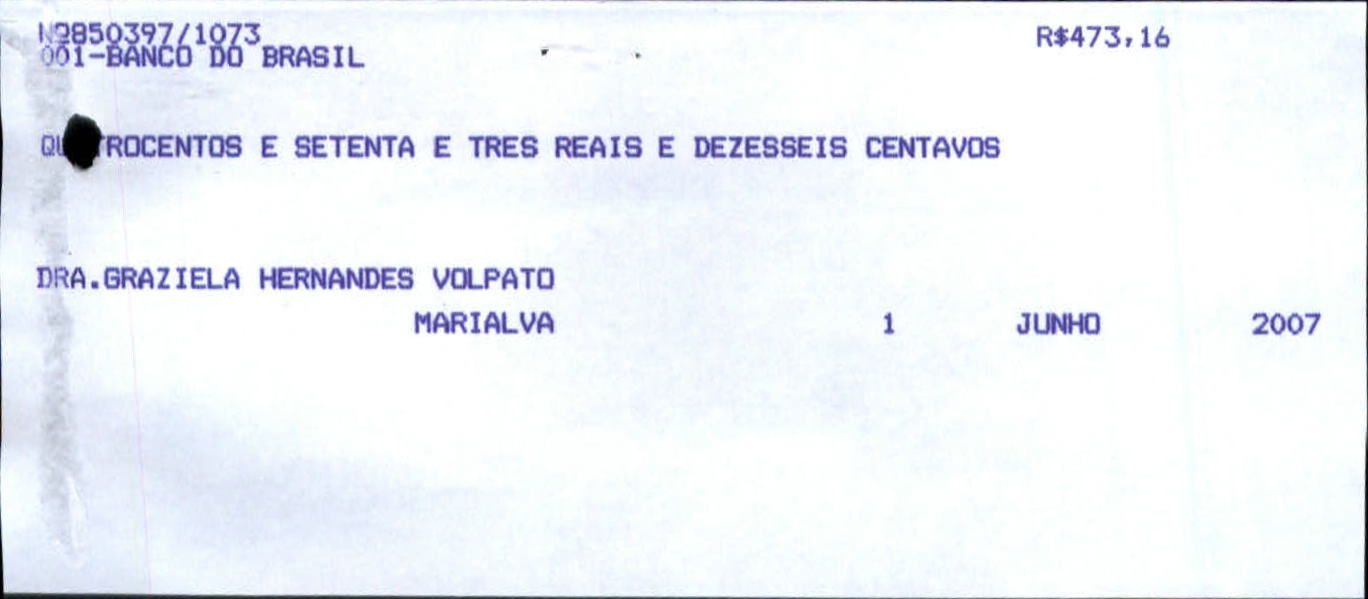 Nº850397/1073 R$473,16
001-BANCO DO BRASIL
E SETENTA E TRES REAIS E DEZESSEIS CENTAVOS
DRA.GRAZIELA HERNANDES VOLPATO
MARIALVA 1 JUNHO 2007